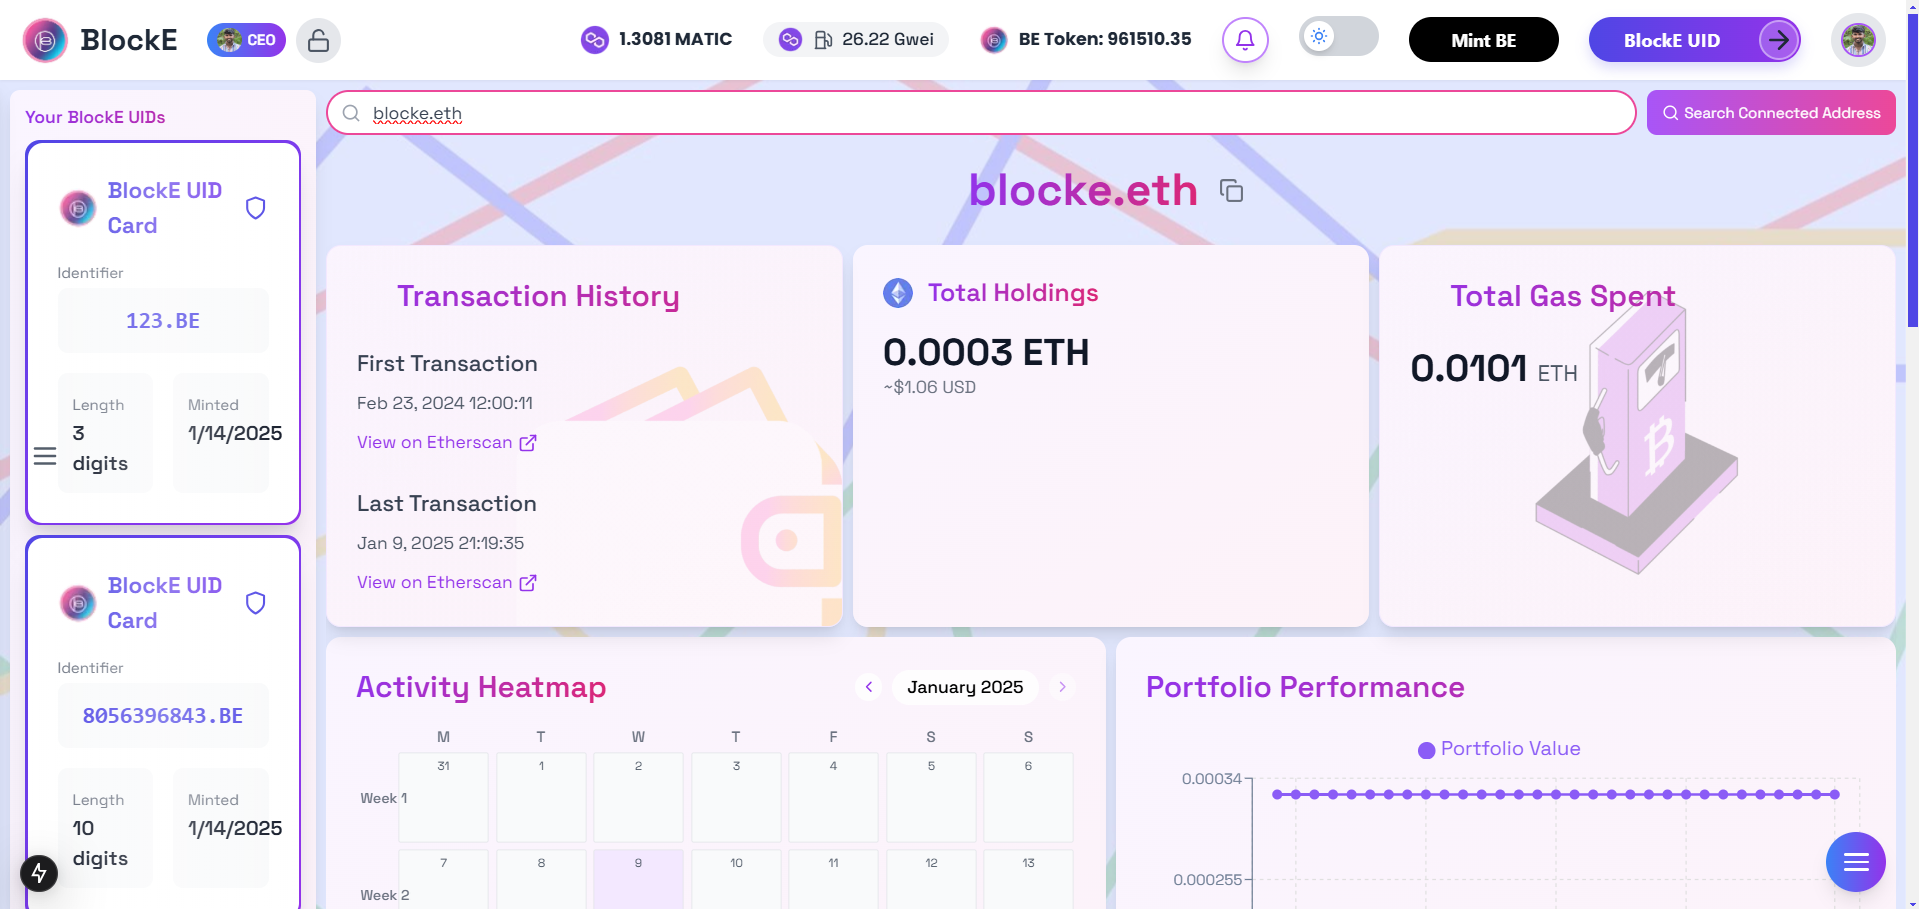 BlockE
CEO
1.3081 MATIC
26.22 Gwei
BE Token: 961510.35
Mint BE
BlockE UID
Your BlockE UIDs
BlockE UID
Card
Identifier
123.BE
Length
3
digits
Minted
1/14/2025
BlockE UID
Card
Identifier
8056396843.BE
Length
10
digits
Minted
1/14/2025
blocke.eth
Search Connected Address
blocke.eth
Transaction History
First Transaction
Feb 23, 2024 12:00:11
View on Etherscan
Last Transaction
Jan 9, 2025 21:19:35
View on Etherscan
Total Holdings
0.0003 ETH
~$1.06 USD
Total Gas Spent
0.0101 ETH
Activity Heatmap
January 2025
M T W T F S S
Week 1
31 1 2 3 4 5 6
Week 2
7 8 9 10 11 12 13
Portfolio Performance
Portfolio Value
0.00034
0.000255